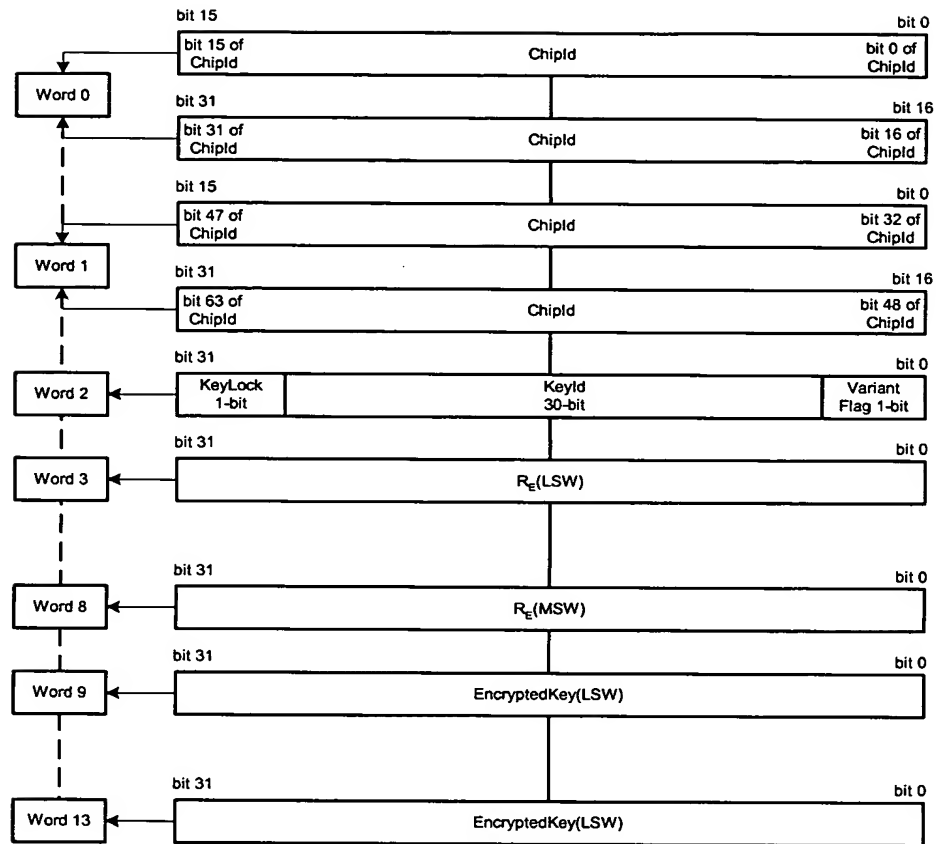 bit 15 bit 0
bit 15 of ChipId
ChipId
bit 0 of ChipId
Word 0
bit 31 bit 16
bit 31 of ChipId
ChipId
bit 16 of ChipId
bit 15 bit 0
bit 47 of ChipId
ChipId
bit 32 of ChipId
Word 1
bit 31 bit 16
bit 63 of ChipId
ChipId
bit 48 of ChipId
bit 31 bit 0
Word 2
KeyLock 1-bit
KeyId 30-bit
Variant Flag 1-bit
bit 31 bit 0
Word 3
RE(LSW)
bit 31 bit 0
Word 8
RE(MSW)
bit 31 bit 0
Word 9
EncryptedKey(LSW)
bit 31 bit 0
Word 13
EncryptedKey(LSW)